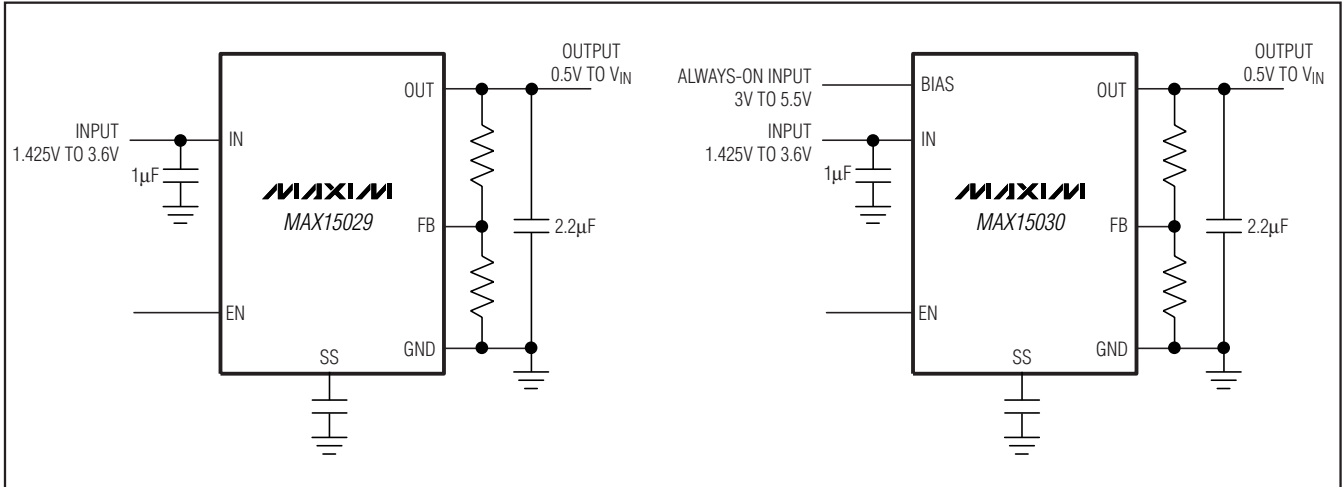 OUTPUT
0.5V TO VIN
OUT
INPUT
1.425V TO 3.6V
IN
1µF
MAXIM
MAX15029
FB
2.2µF
EN
SS
GND
OUTPUT
0.5V TO VIN
ALWAYS-ON INPUT
3V TO 5.5V
BIAS
OUT
INPUT
1.425V TO 3.6V
IN
1µF
MAXIM
MAX15030
FB
2.2µF
EN
SS
GND